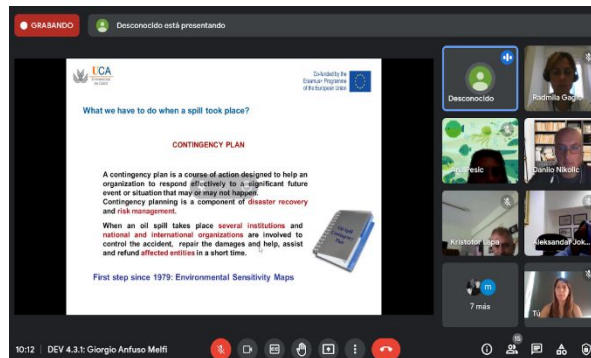 GRABANDO
Desconocido está presentando
UCA
Co-funded by the
Erasmus+ Programme
of the European Union
What we have to do when a spill took place?
CONTINGENCY PLAN
A contingency plan is a course of action designed to help an
organization to respond effectively to a significant future
event or situation that may or may not happen.
Contingency planning is a component of disaster recovery
and risk management.
When an oil spill takes place several institutions and
national and international organizations are involved to
control the accident, repair the damages and help, assist
and refund affected entities in a short time.
Oil Spill
Contingency
Plan
First step since 1979: Environmental Sensitivity Maps
Desconocido
Radmila Gagic
Danilo Nikolic
Kristofor Lapa
Aleksandar Jok...
m
7 más
Tú
10:12 | DEV 4.3.1: Giorgio Anfuso Melfi